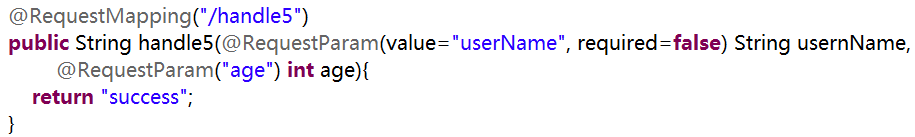 @RequestMapping("/handle5")
public String handle5(@RequestParam(value="userName", required=false) String usernName,
@RequestParam("age") int age){
return "success";
}